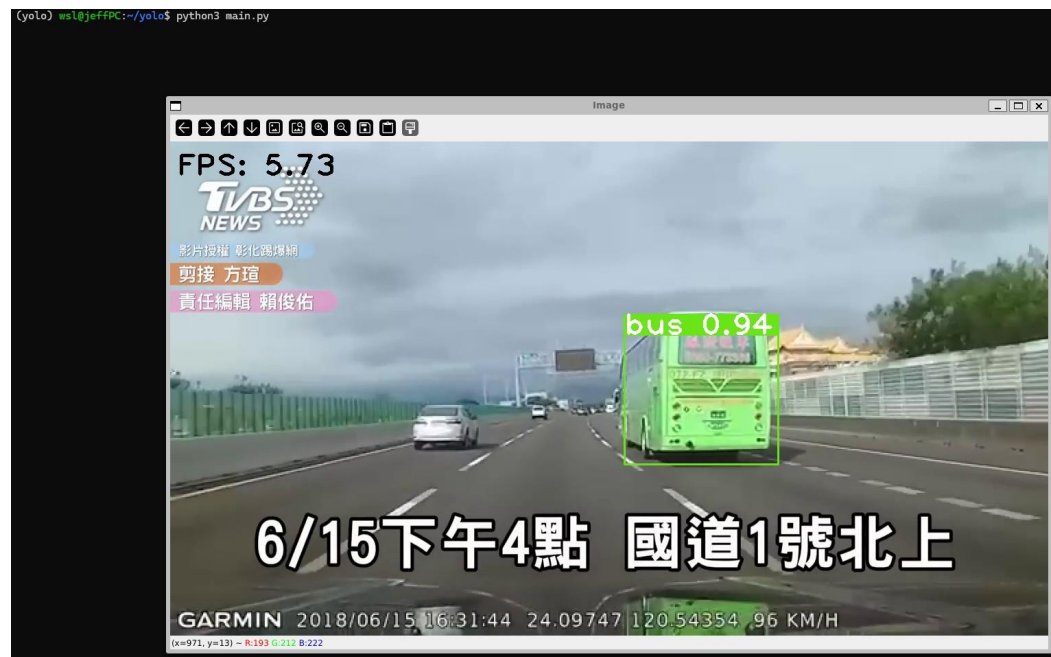 (yolo) wsl@jeffPC:~/yolo$ python3 main.py
Image
FPS: 5.73
TVBS
NEWS
影片授權 彰化踢爆網
剪接 方瑄
責任編輯 賴俊佑
bus 0.94
6/15下午4點 國道1號北上
GARMIN 2018/06/15 16:31:44 24.09747 120.54354 96 KM/H
(x=971, y=13) ~ R:193 G:212 B:222